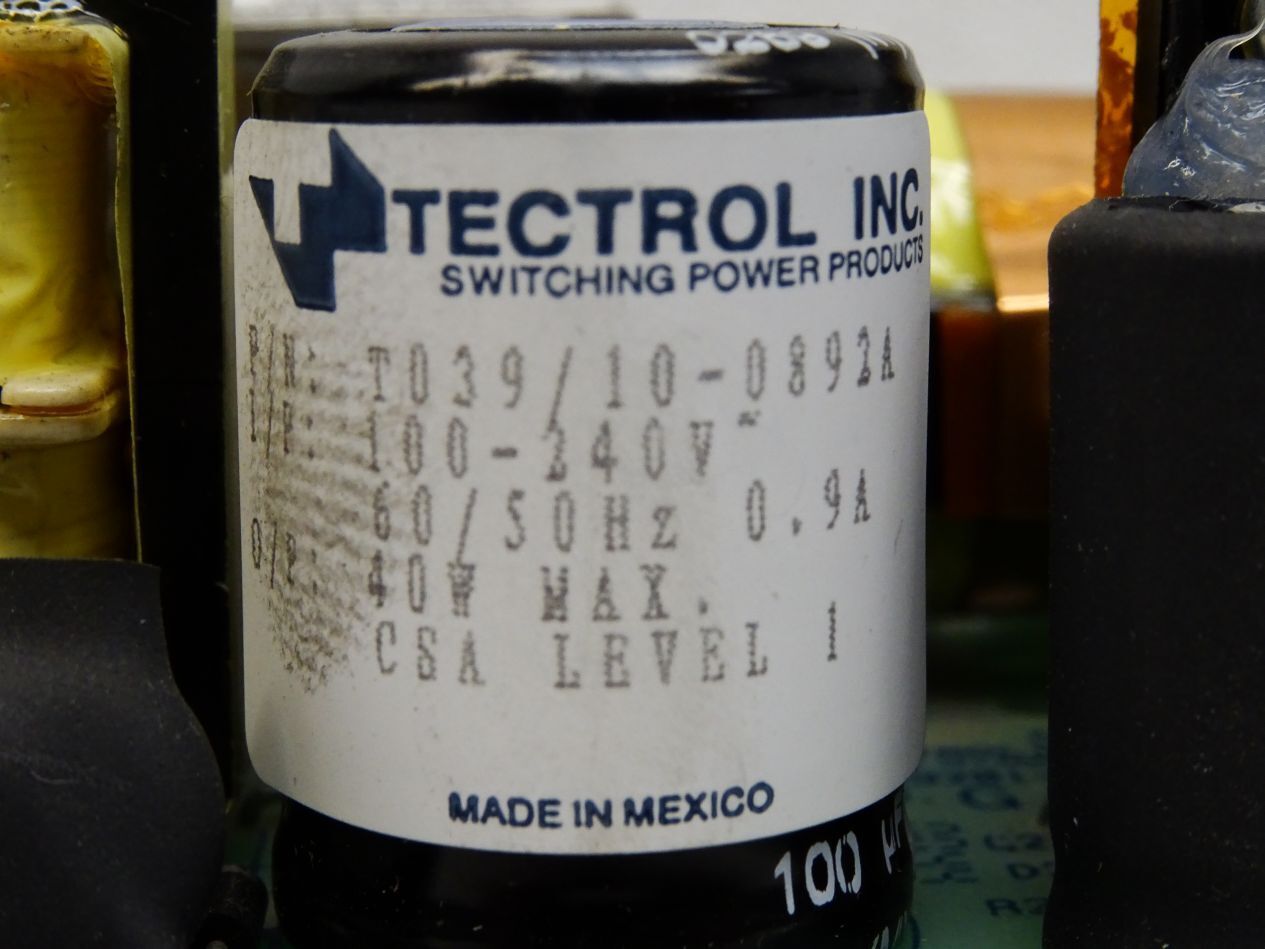 TECTROL INC.
SWITCHING POWER PRODUCTS
P/N: T039/10-0892A
I/P: 100-240V~
60/50Hz 0.9A
O/P: 40W MAX.
CSA LEVEL 1
MADE IN MEXICO
100 µF